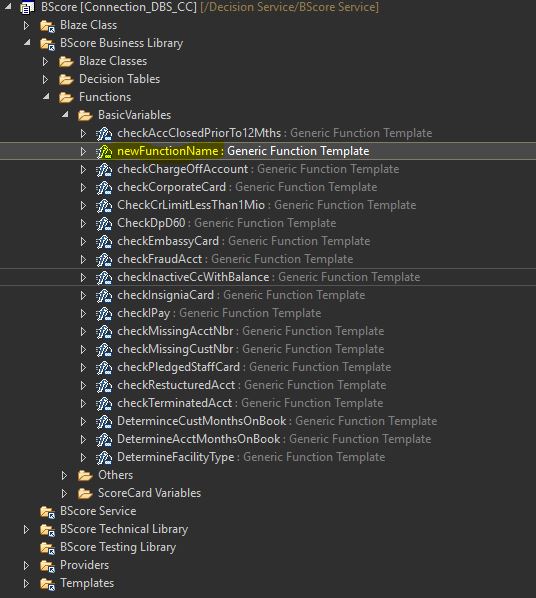 BScore [Connection_DBS_CC] [/Decision Service/BScore Service]
Blaze Class
BScore Business Library
Blaze Classes
Decision Tables
Functions
BasicVariables
checkAccClosedPriorTo12Mths : Generic Function Template
newFunctionName : Generic Function Template
checkChargeOffAccount : Generic Function Template
checkCorporateCard : Generic Function Template
CheckCrLimitLessThan1Mio : Generic Function Template
CheckDpD60 : Generic Function Template
checkEmbassyCard : Generic Function Template
checkFraudAcct : Generic Function Template
checkInactiveCcWithBalance : Generic Function Template
checkInsigniaCard : Generic Function Template
checkIPay : Generic Function Template
checkMissingAcctNbr : Generic Function Template
checkMissingCustNbr : Generic Function Template
checkPledgedStaffCard : Generic Function Template
checkRestucturedAcct : Generic Function Template
checkTerminatedAcct : Generic Function Template
DeterminceCustMonthsOnBook : Generic Function Template
DetermineAcctMonthsOnBook : Generic Function Template
DetermineFacilityType : Generic Function Template
Others
ScoreCard Variables
BScore Service
BScore Technical Library
BScore Testing Library
Providers
Templates